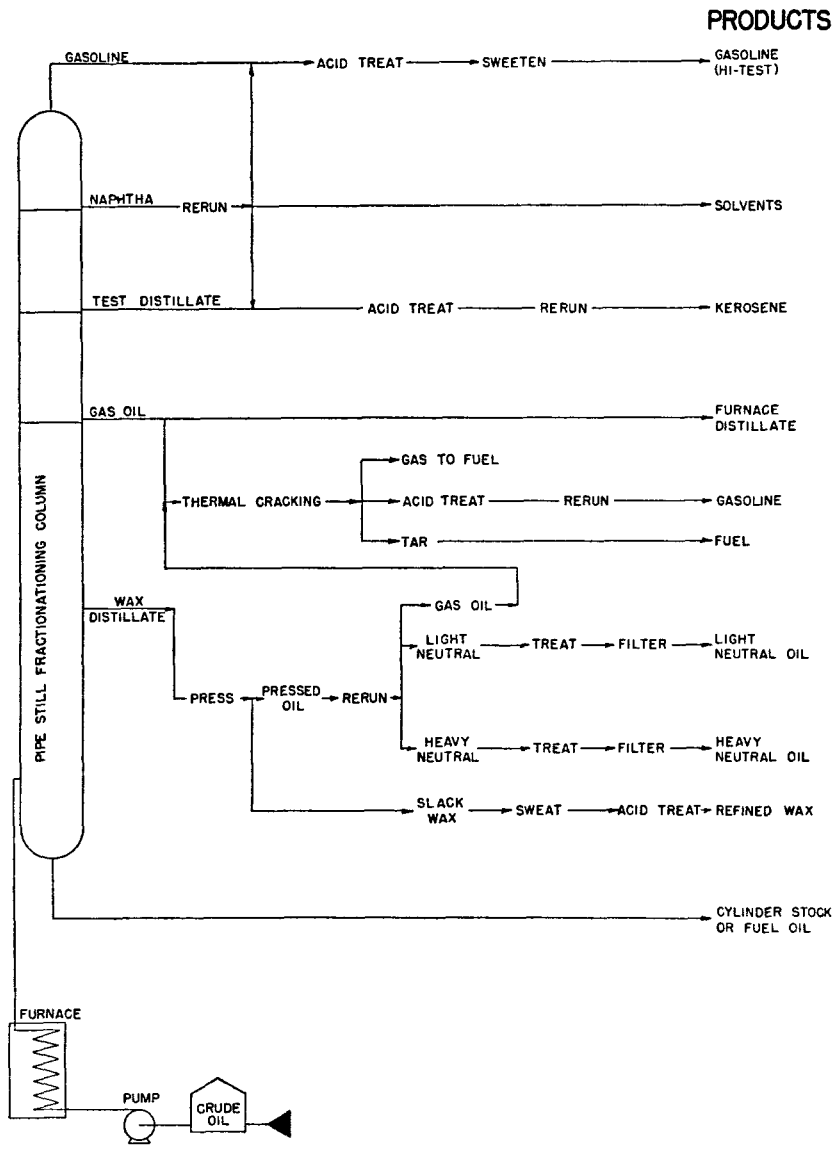 PRODUCTS
GASOLINE
ACID TREAT
SWEETEN
GASOLINE
(HI-TEST)
NAPHTHA
RERUN
SOLVENTS
TEST DISTILLATE
ACID TREAT
RERUN
KEROSENE
GAS OIL
FURNACE
DISTILLATE
GAS TO FUEL
THERMAL CRACKING
ACID TREAT
RERUN
GASOLINE
TAR
FUEL
PIPE STILL FRACTIONATIONING COLUMN
WAX
DISTILLATE
GAS OIL
LIGHT
NEUTRAL
TREAT
FILTER
LIGHT
NEUTRAL OIL
PRESS
PRESSED
OIL
RERUN
HEAVY
NEUTRAL
TREAT
FILTER
HEAVY
NEUTRAL OIL
SLACK
WAX
SWEAT
ACID TREAT
REFINED WAX
CYLINDER STOCK
OR FUEL OIL
FURNACE
PUMP
CRUDE
OIL